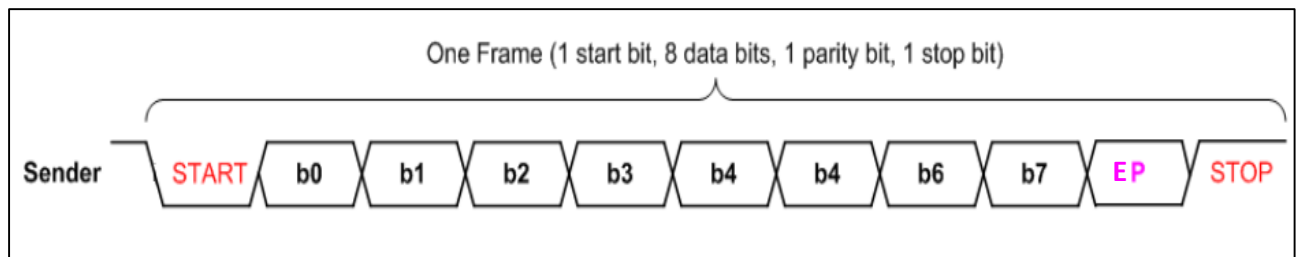 One Frame (1 start bit, 8 data bits, 1 parity bit, 1 stop bit)
Sender START b0 b1 b2 b3 b4 b4 b6 b7 EP STOP